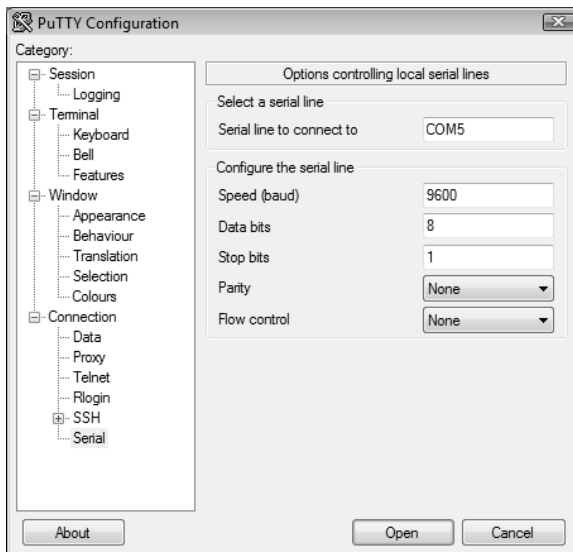 PuTTY Configuration
Category:
Session
Logging
Terminal
Keyboard
Bell
Features
Window
Appearance
Behaviour
Translation
Selection
Colours
Connection
Data
Proxy
Telnet
Rlogin
SSH
Serial
Options controlling local serial lines
Select a serial line
Serial line to connect to COM5
Configure the serial line
Speed (baud) 9600
Data bits 8
Stop bits 1
Parity None
Flow control None
About Open Cancel